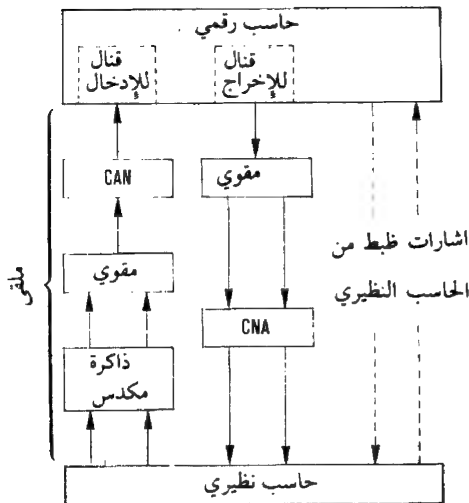 حاسب رقمي
قنال
للإخراج
قنال
للإدخال
CAN
مقوي
مقوي
ذاكرة
مكدس
CNA
اشارات ظبط من
الحاسب النظيري
ملقى
حاسب نظيري